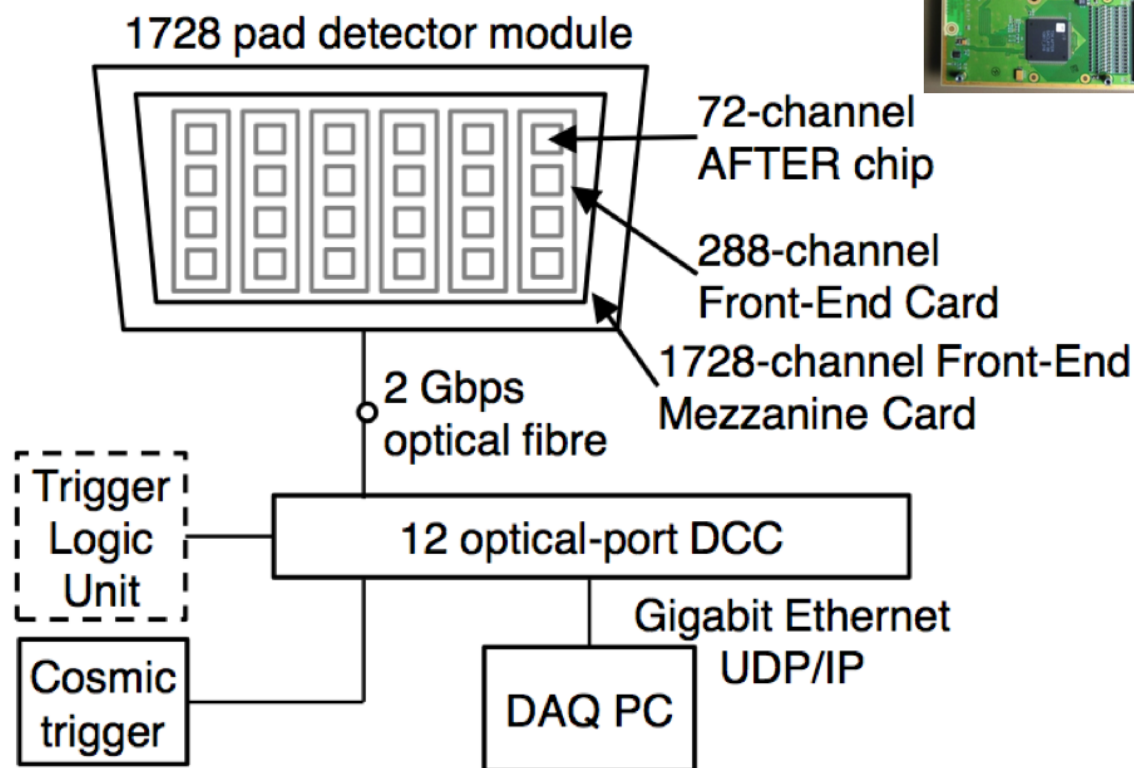 1728 pad detector module
72-channel
AFTER chip
288-channel
Front-End Card
1728-channel Front-End
Mezzanine Card
2 Gbps
optical fibre
Trigger
Logic
Unit
12 optical-port DCC
Gigabit Ethernet
UDP/IP
Cosmic
trigger
DAQ PC